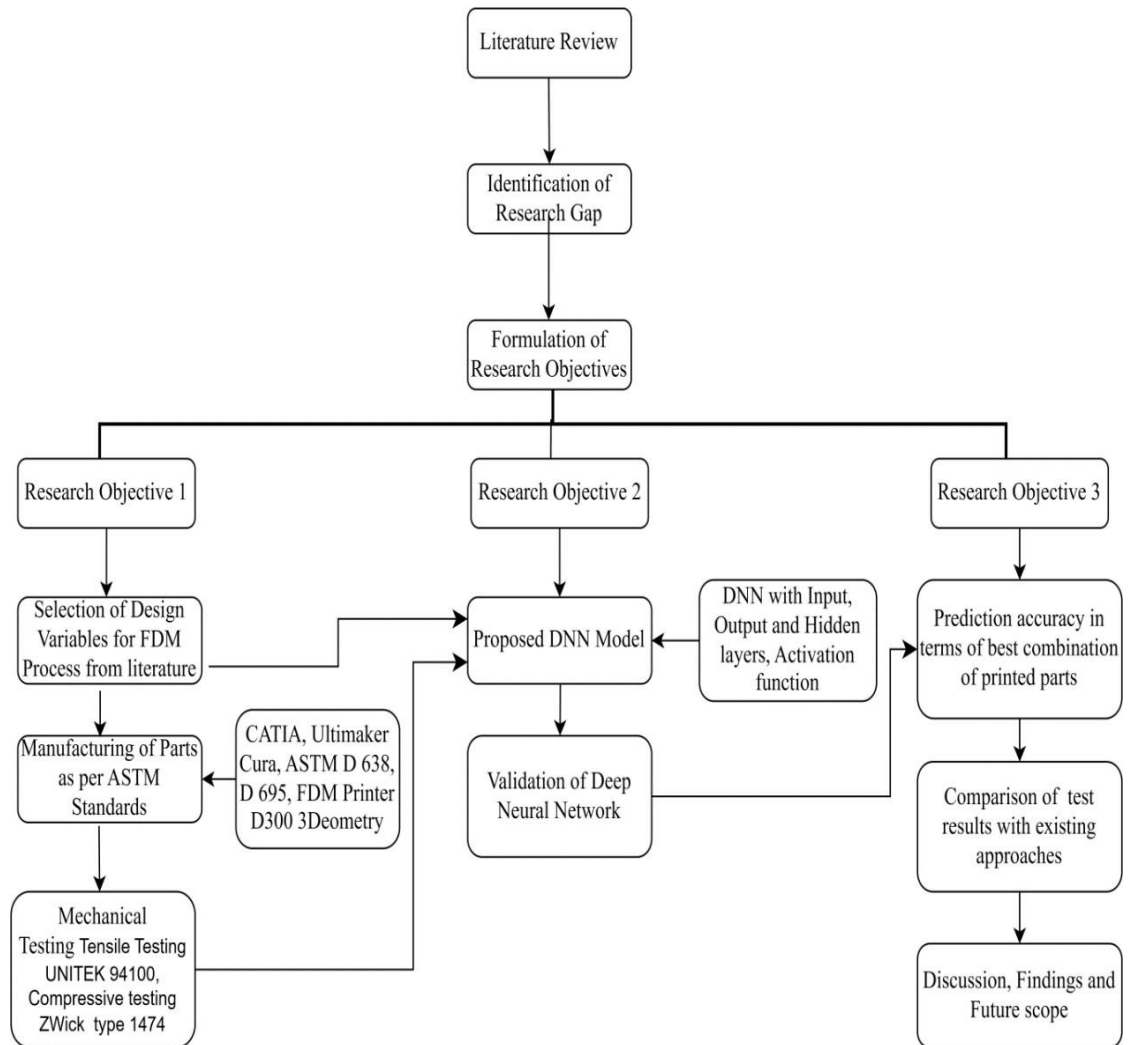 Literature Review
Identification of
Research Gap
Formulation of
Research Objectives
Research Objective 1
Research Objective 2
Research Objective 3
Selection of Design
Variables for FDM
Process from literature
Proposed DNN Model
DNN with Input,
Output and Hidden
layers, Activation
function
Prediction accuracy in
terms of best combination
of printed parts
Manufacturing of Parts
as per ASTM
Standards
CATIA, Ultimaker
Cura, ASTM D 638,
D 695, FDM Printer
D300 3Deometry
Validation of Deep
Neural Network
Comparison of test
results with existing
approaches
Mechanical
Testing Tensile Testing
UNITEK 94100,
Compressive testing
ZWick type 1474
Discussion, Findings and
Future scope